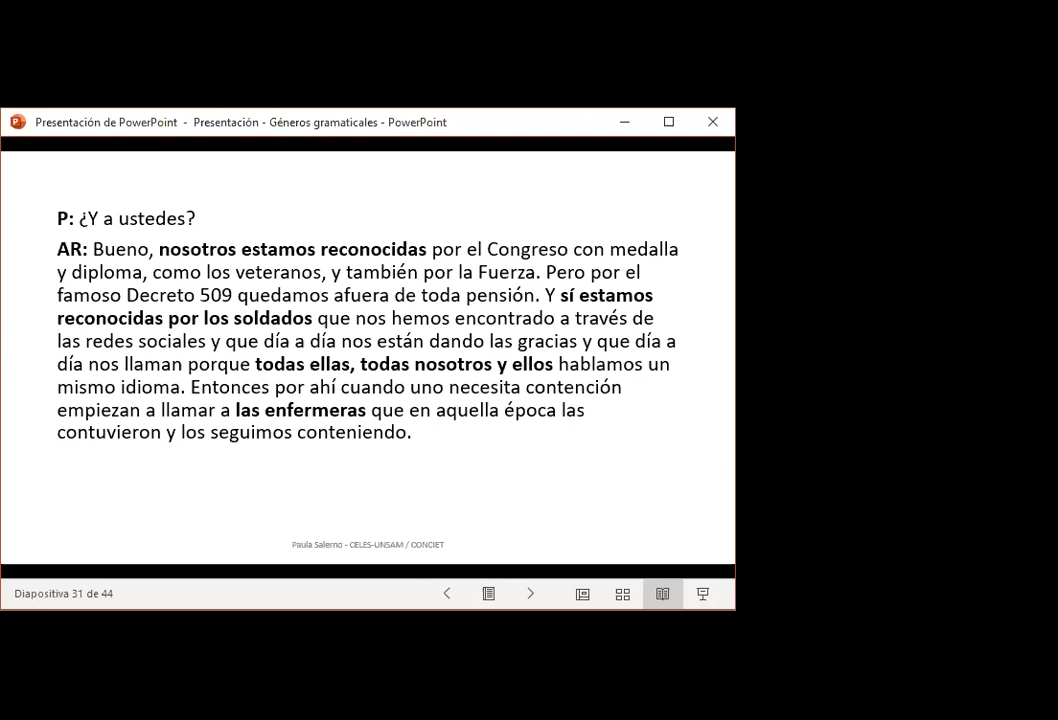 Presentación de PowerPoint - Presentación - Géneros gramaticales - PowerPoint
P: ¿Y a ustedes?
AR: Bueno, nosotros estamos reconocidas por el Congreso con medalla
y diploma, como los veteranos, y también por la Fuerza. Pero por el
famoso Decreto 509 quedamos afuera de toda pensión. Y sí estamos
reconocidas por los soldados que nos hemos encontrado a través de
las redes sociales y que día a día nos están dando las gracias y que día a
día nos llaman porque todas ellas, todas nosotros y ellos hablamos un
mismo idioma. Entonces por ahí cuando uno necesita contención
empiezan a llamar a las enfermeras que en aquella época las
contuvieron y los seguimos conteniendo.
Paula Salerno - CELES-UNSAM / CONCIET
Diapositiva 31 de 44